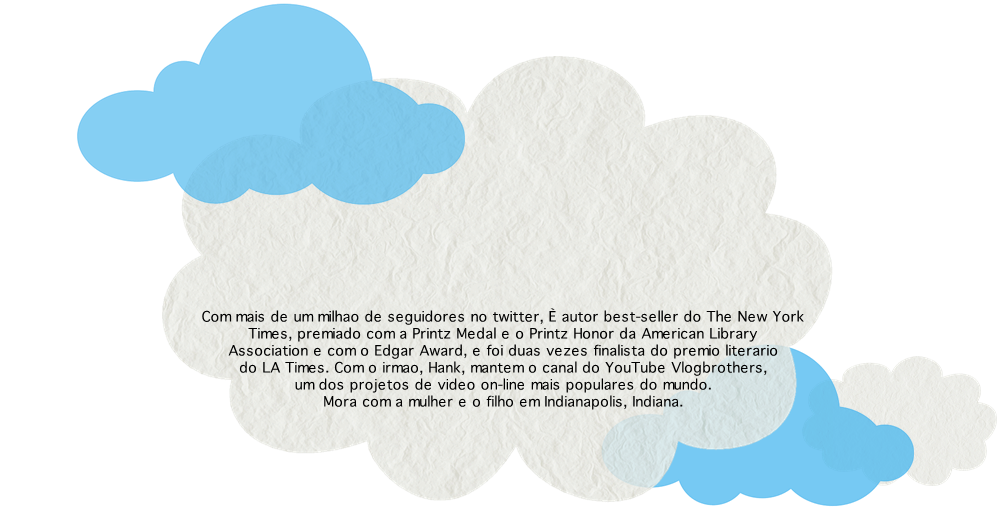 Com mais de um milhao de seguidores no twitter, È autor best-seller do The New York
Times, premiado com a Printz Medal e o Printz Honor da American Library
Association e com o Edgar Award, e foi duas vezes finalista do premio literario
do LA Times. Com o irmao, Hank, mantem o canal do YouTube Vlogbrothers,
um dos projetos de video on-line mais populares do mundo.
Mora com a mulher e o filho em Indianapolis, Indiana.